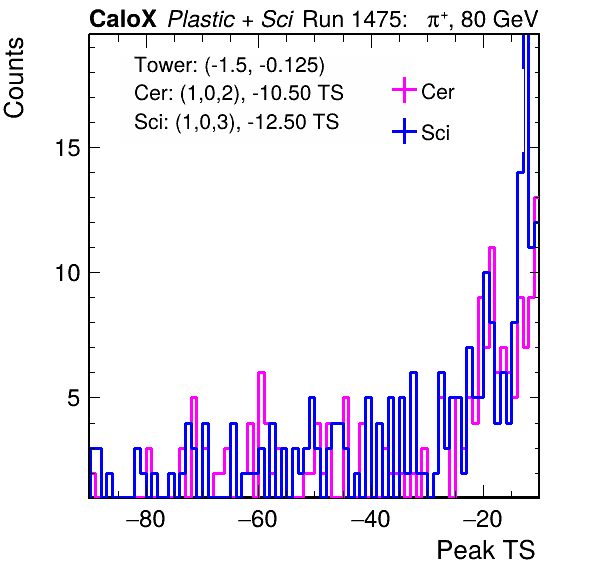 CaloX Plastic + Sci Run 1475: π⁺, 80 GeV
Counts
Tower: (-1.5, -0.125)
Cer: (1,0,2), -10.50 TS
Sci: (1,0,3), -12.50 TS
Cer
Sci
15
10
5
−80 −60 −40 −20
Peak TS